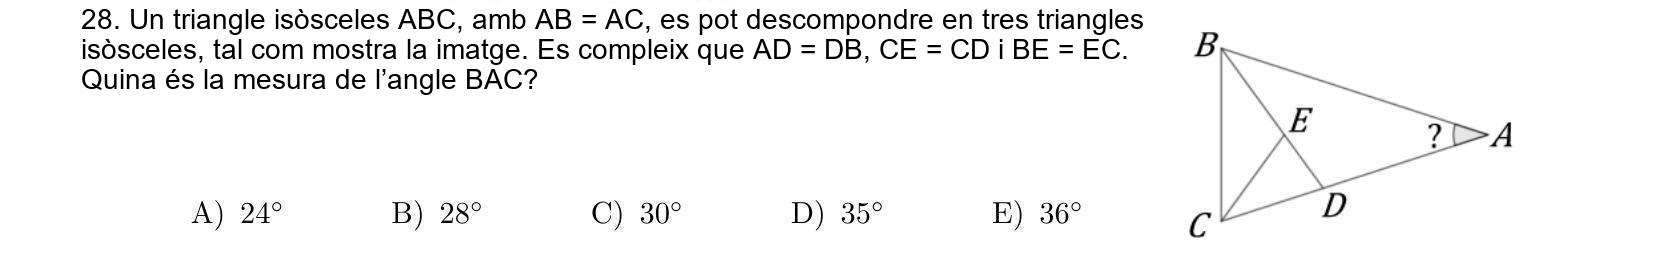 28. Un triangle isòsceles ABC, amb AB = AC, es pot descompondre en tres triangles
isòsceles, tal com mostra la imatge. Es compleix que AD = DB, CE = CD i BE = EC.
Quina és la mesura de l’angle BAC?
B
E
? A
D
C
A) 24° B) 28° C) 30° D) 35° E) 36°